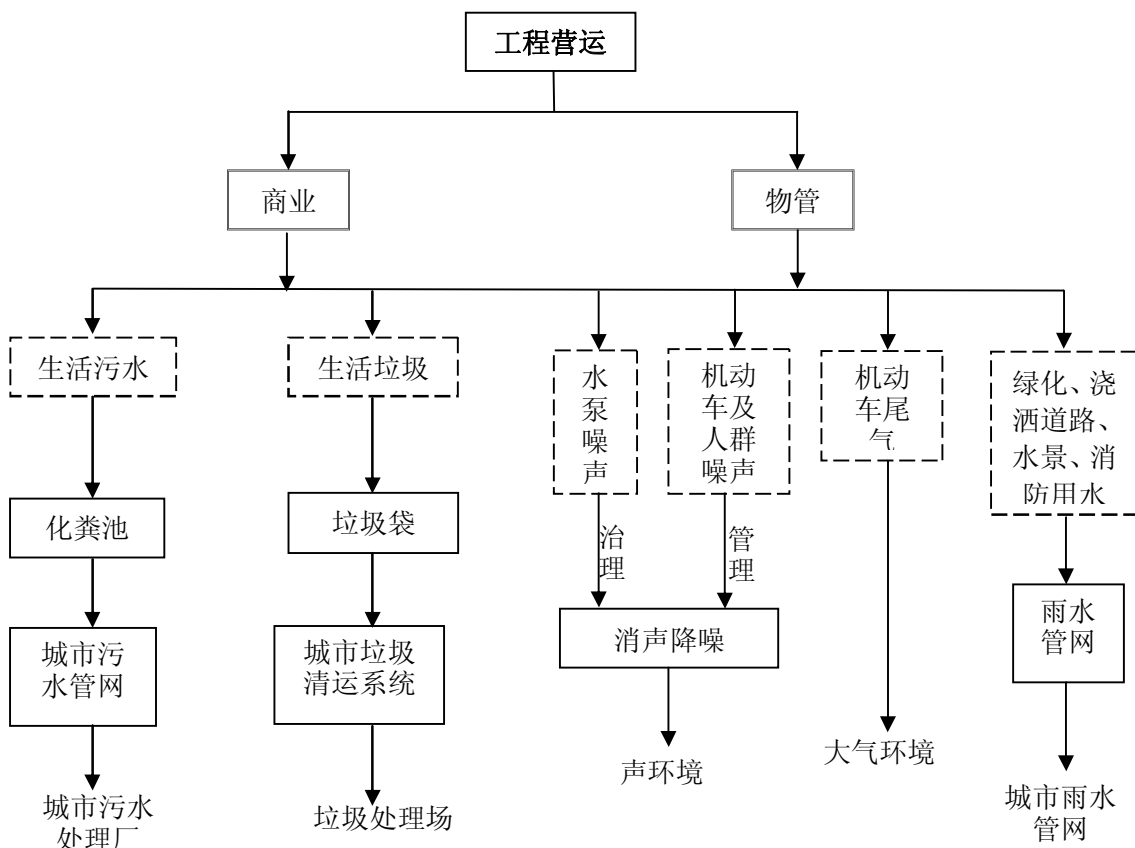 工程营运
商业
物管
生活污水
生活垃圾
水
泵
噪
声
机动
车及
人群
噪声
机动
车尾
气
绿化、浇
洒道路、
水景、消
防用水
化粪池
垃圾袋
治
理
管
理
雨水
管网
城市污
水管网
城市垃圾
清运系统
消声降噪
声环境
大气环境
城市污水
处理厂
垃圾处理场
城市雨水
管网